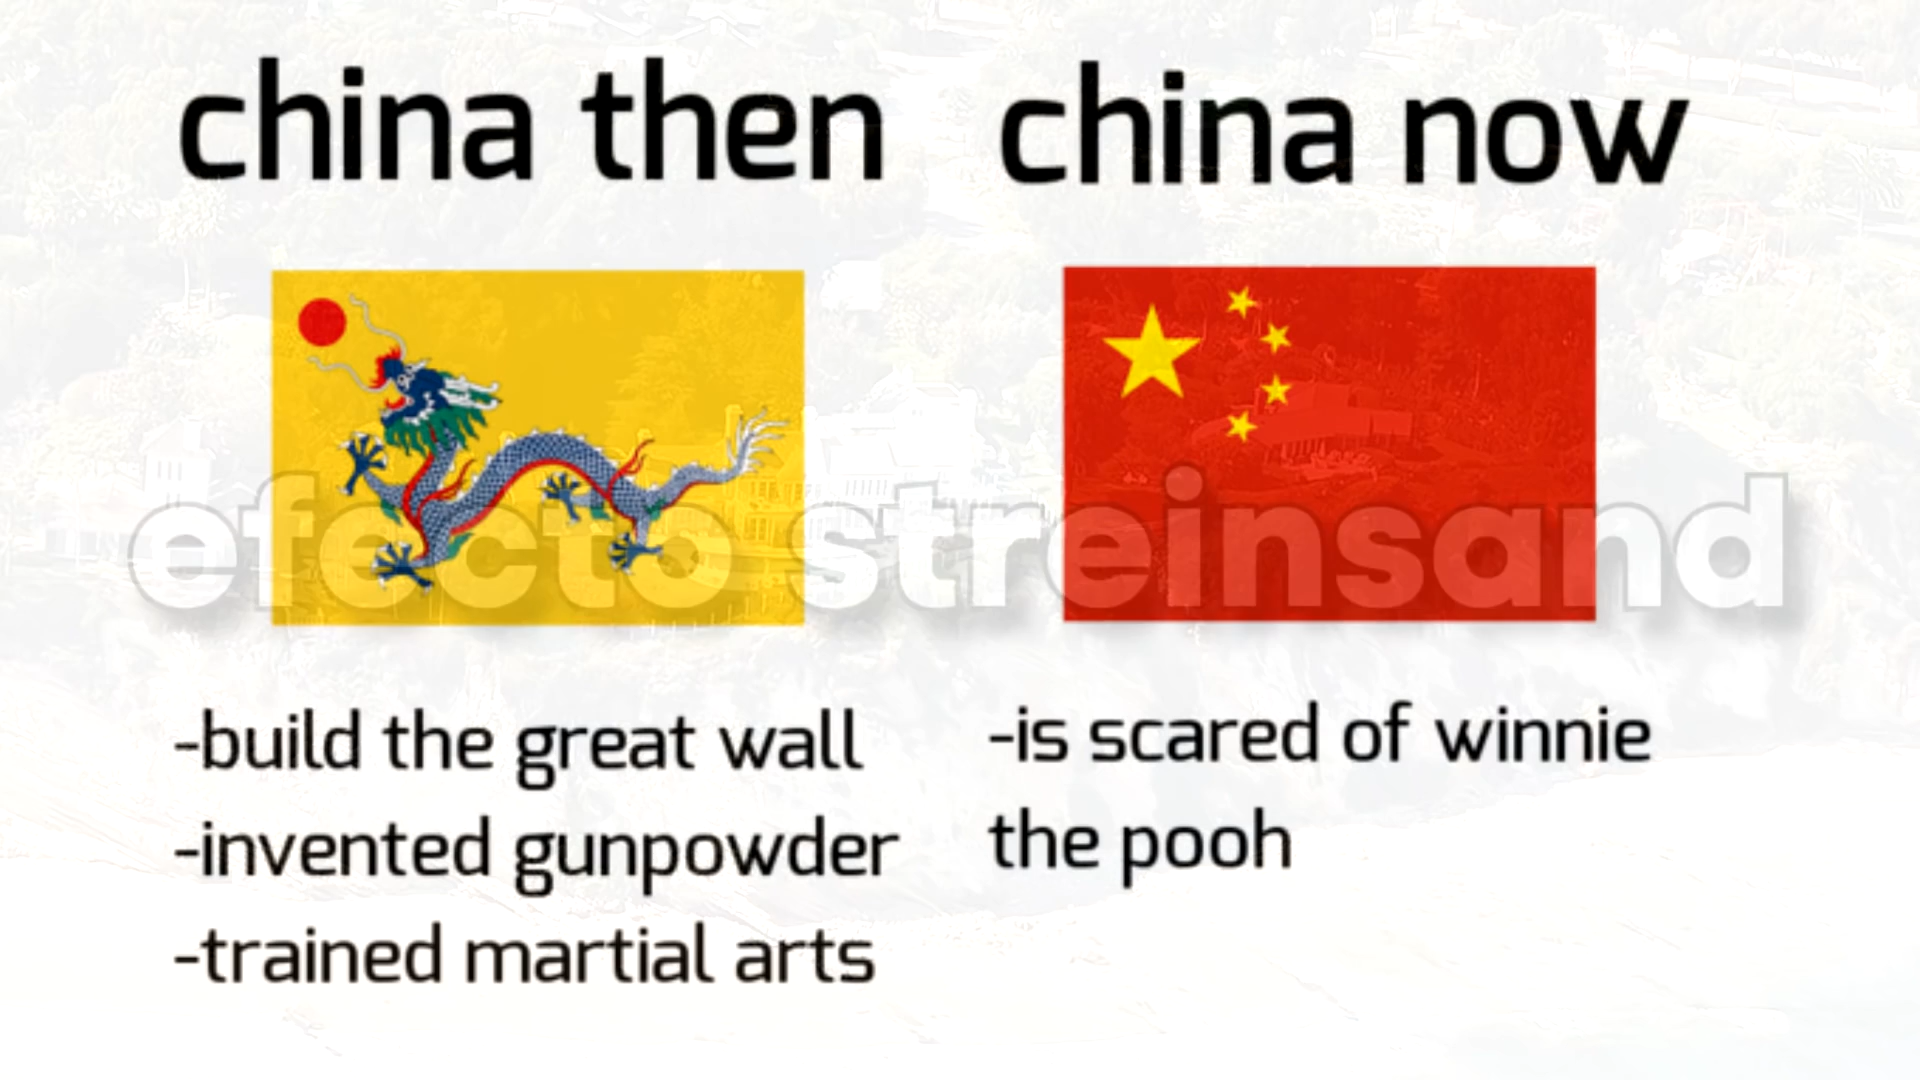 china then
china now
efecto streinsand
-build the great wall
-invented gunpowder
-trained martial arts
-is scared of winnie
the pooh